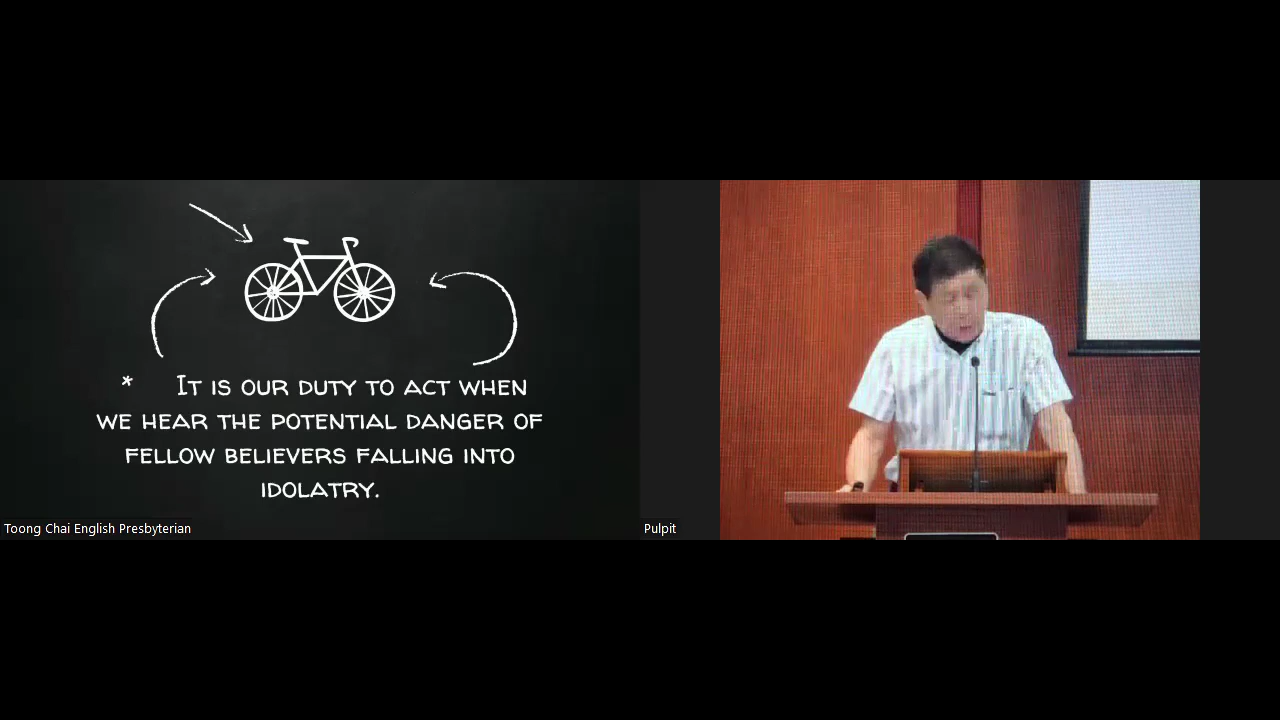 * It is our duty to act when
we hear the potential danger of
fellow believers falling into
idolatry.
Toong Chai English Presbyterian
Pulpit